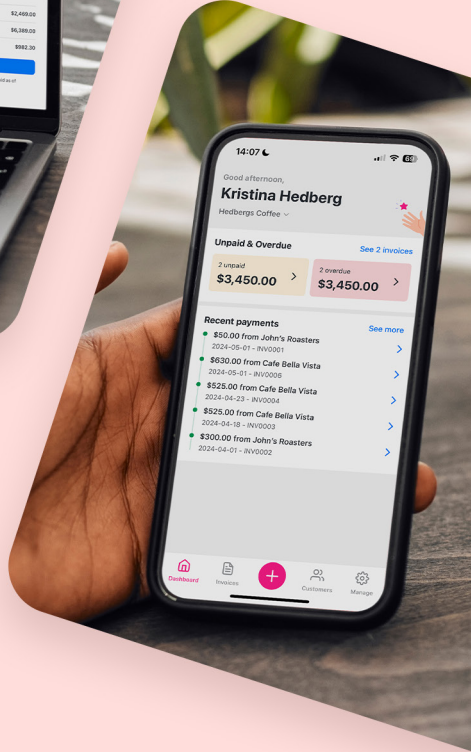 $2,489.00
$6,389.00
$982.30
14:07
Good afternoon,
Kristina Hedberg
Hedbergs Coffee
Unpaid & Overdue
See 2 invoices
2 unpaid
$3,450.00
2 overdue
$3,450.00
Recent payments
See more
$50.00 from John's Roasters
2024-05-01 - INV0001
$630.00 from Cafe Bella Vista
2024-05-01 - INV0006
$525.00 from Cafe Bella Vista
2024-04-23 - INV0004
$525.00 from Cafe Bella Vista
2024-04-18 - INV0003
$300.00 from John's Roasters
2024-04-01 - INV0002
Dashboard
Invoices
Customers
Manage